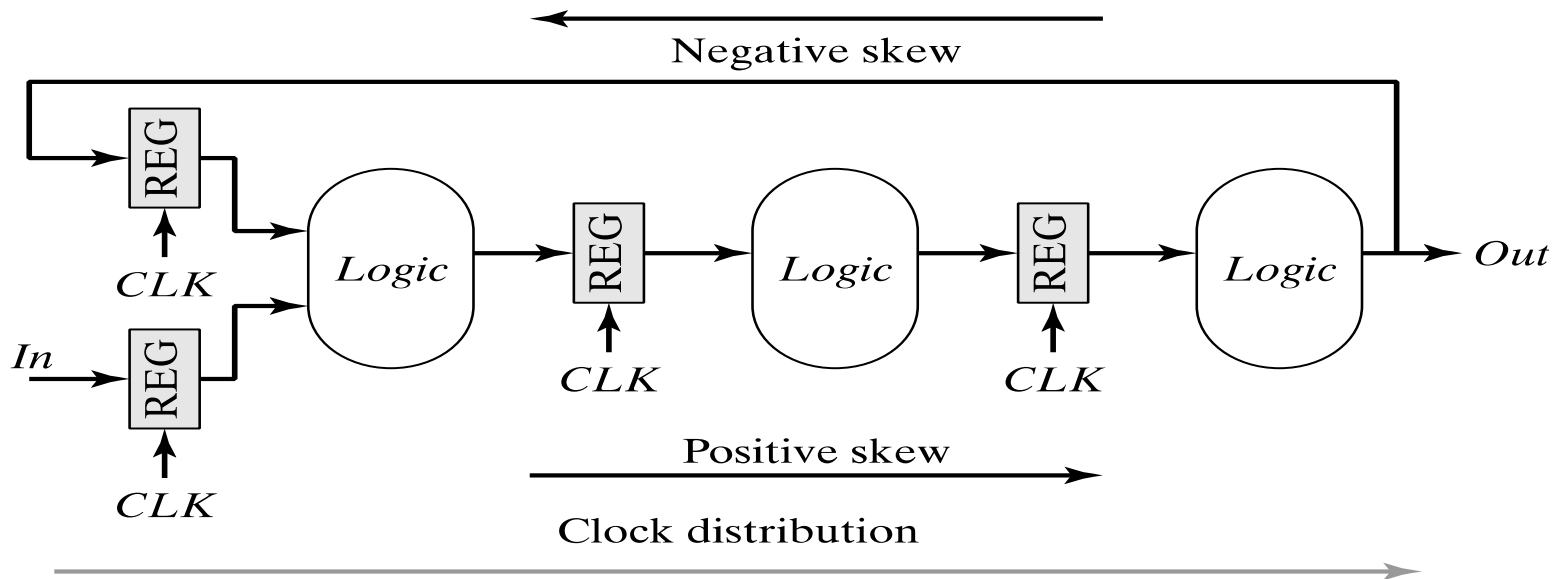 Negative skew
REG
CLK
In
REG
CLK
Logic
REG
CLK
Logic
REG
CLK
Logic
Out
Positive skew
Clock distribution